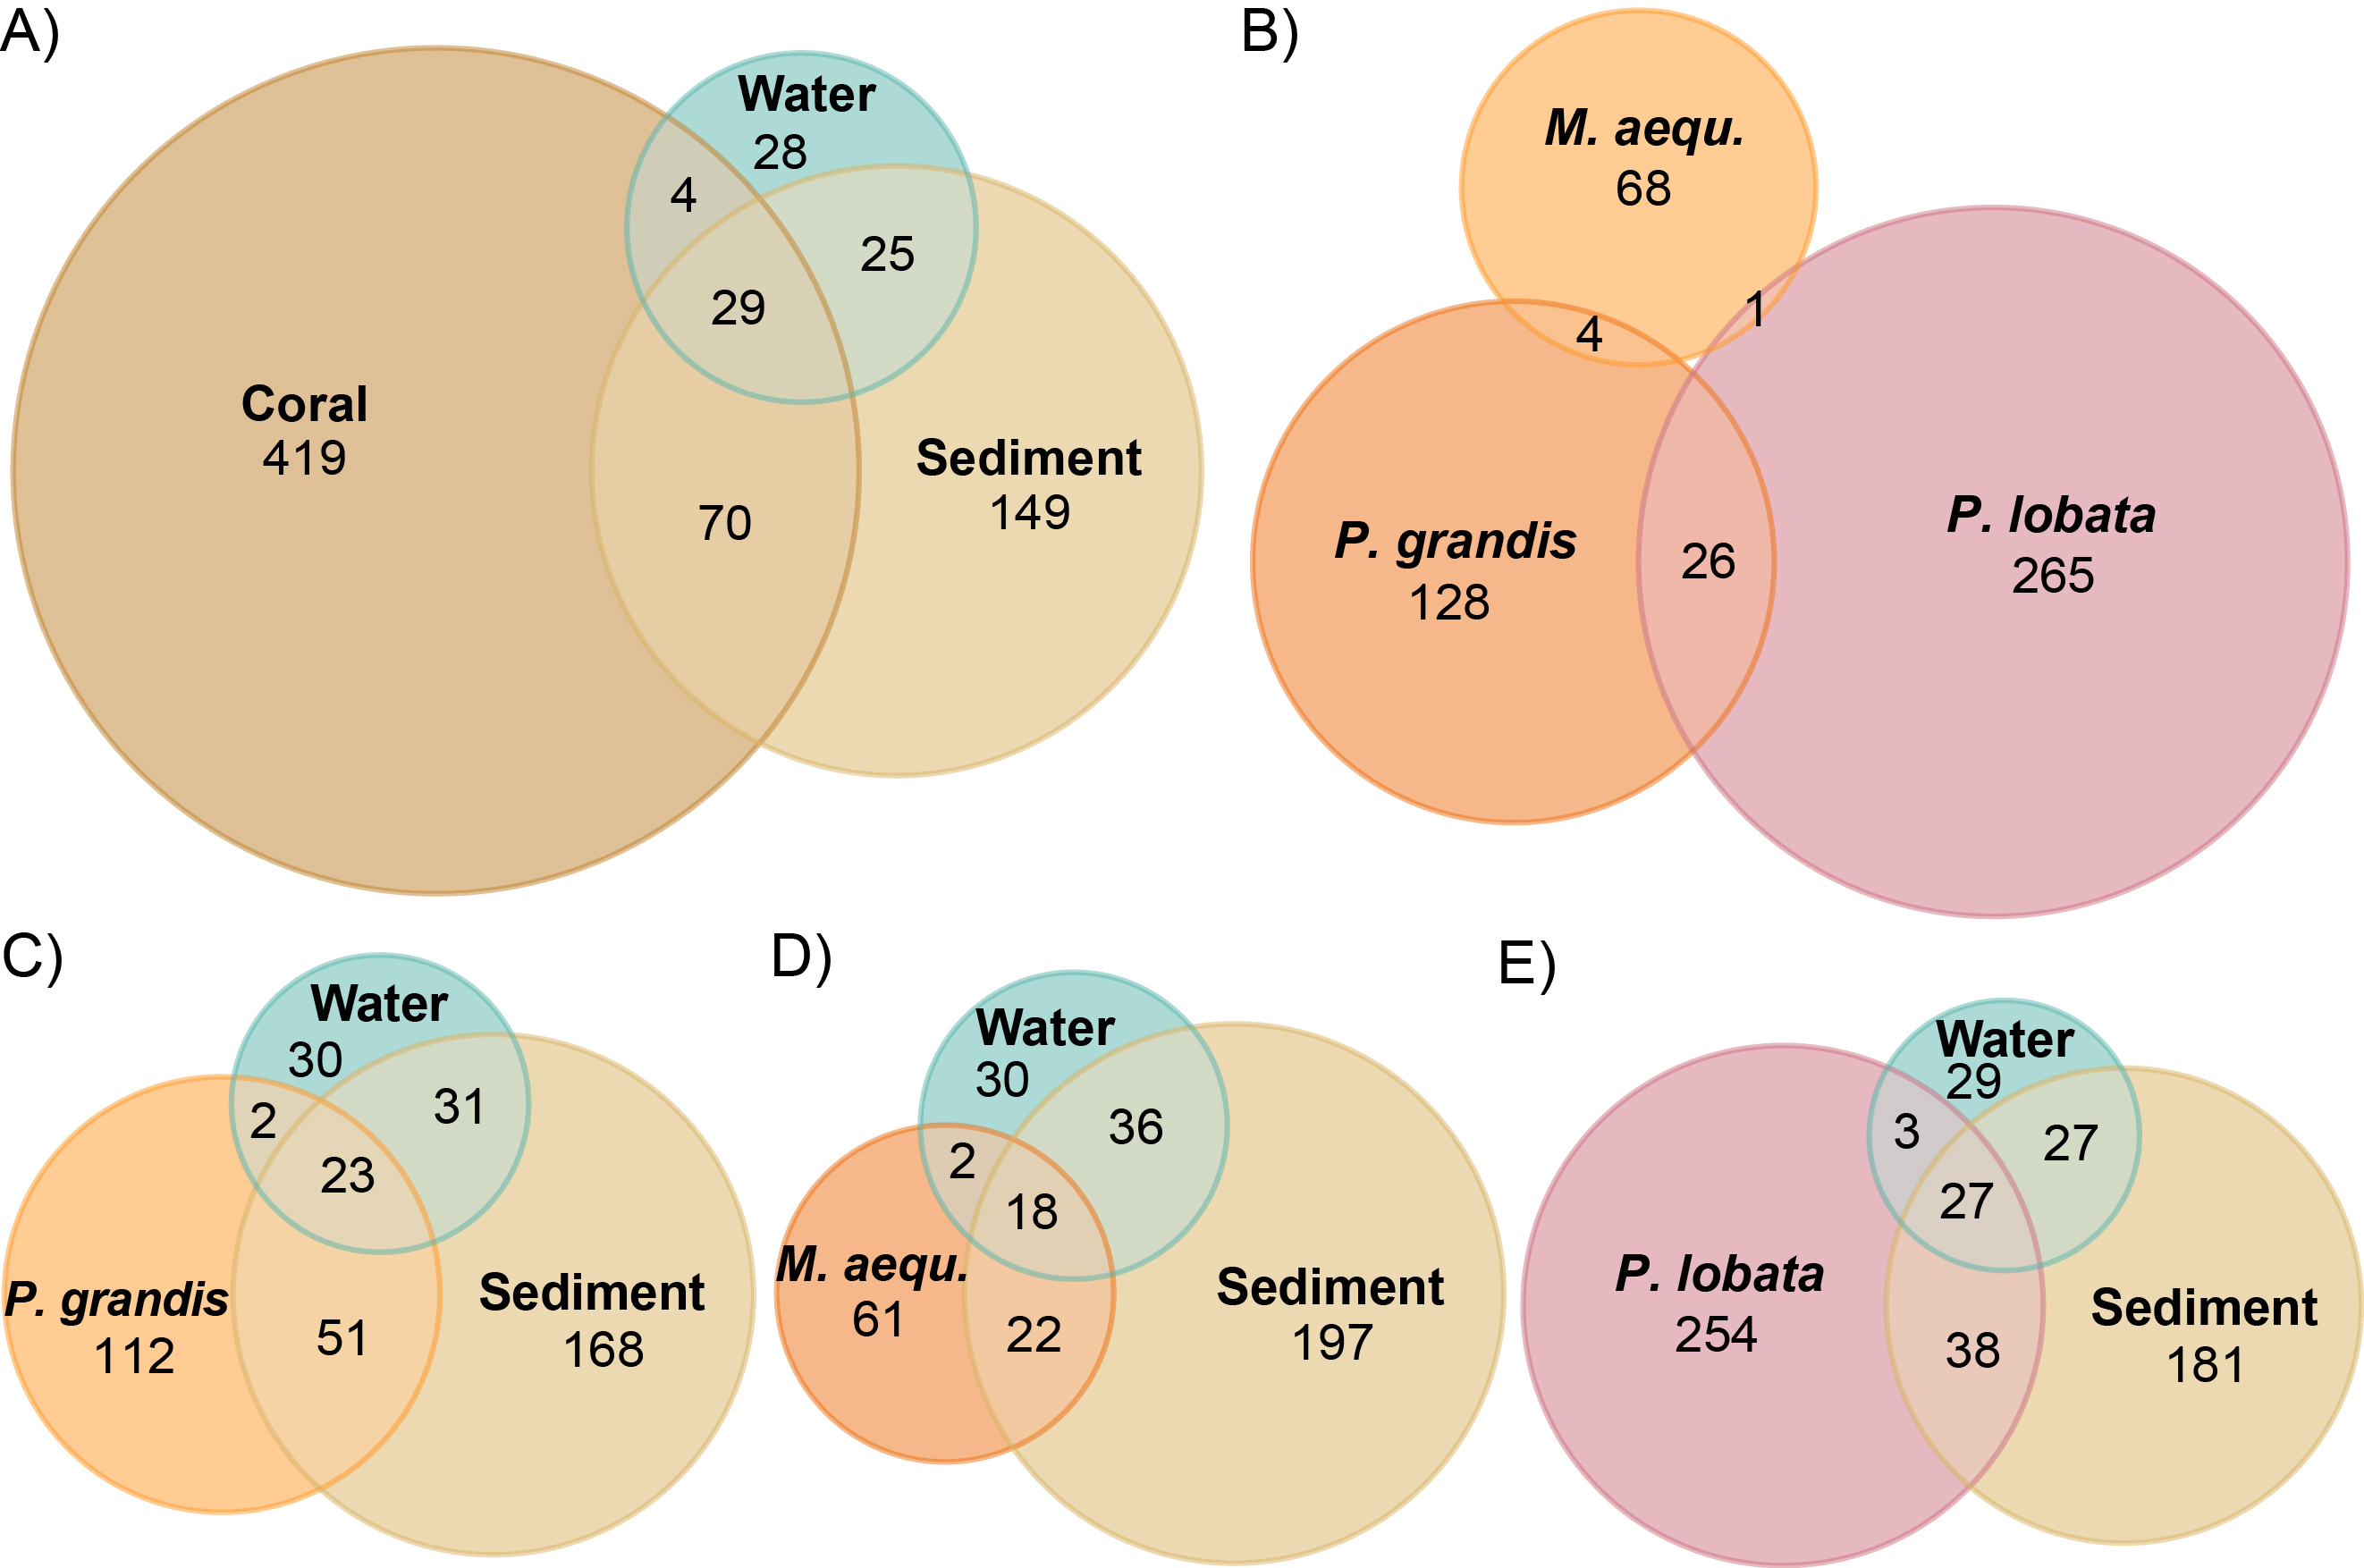 A)
Water
28
4
25
29
Coral
419
Sediment
149
70
B)
M. aequ.
68
1
4
P. grandis
128
26
P. lobata
265
C)
Water
30
2
31
23
P. grandis
112
51
Sediment
168
D)
Water
30
36
2
18
M. aequ.
61
22
Sediment
197
E)
Water
29
3
27
27
P. lobata
254
38
Sediment
181